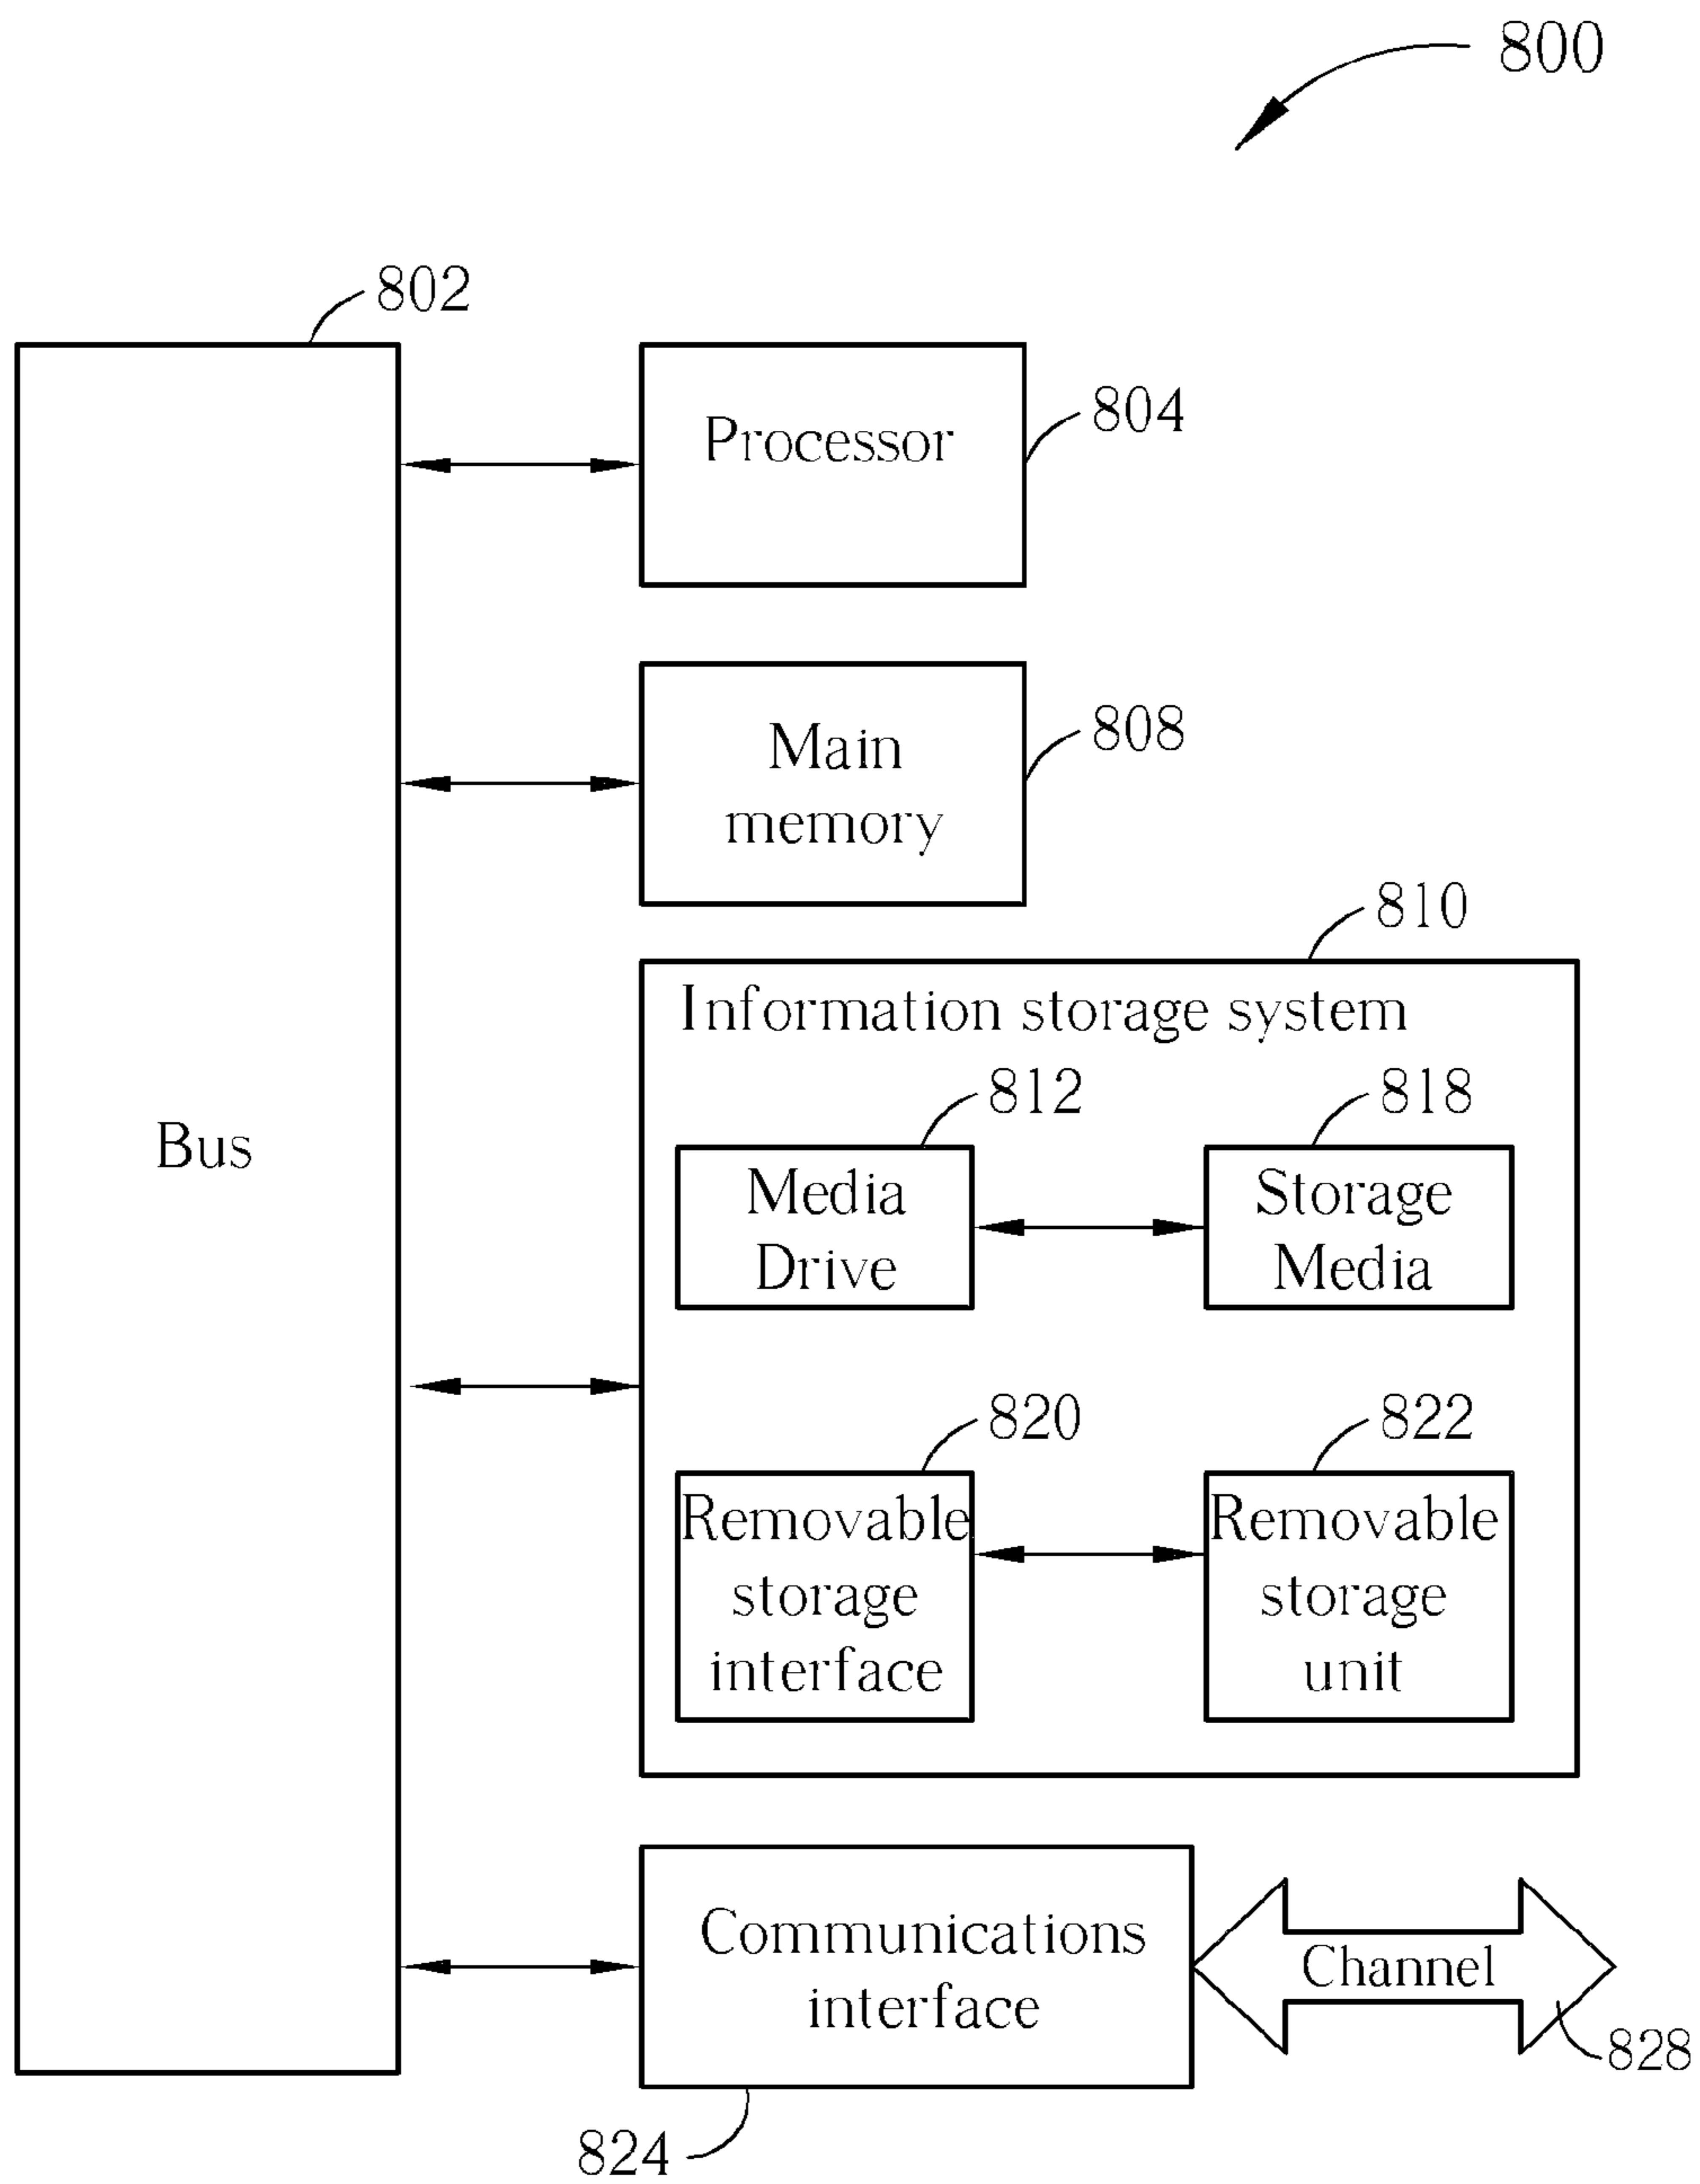 800
802
Bus
Processor
804
Main
memory
808
810
Information storage system
812
Media
Drive
818
Storage
Media
820
Removable
storage
interface
822
Removable
storage
unit
Communications
interface
824
Channel
828